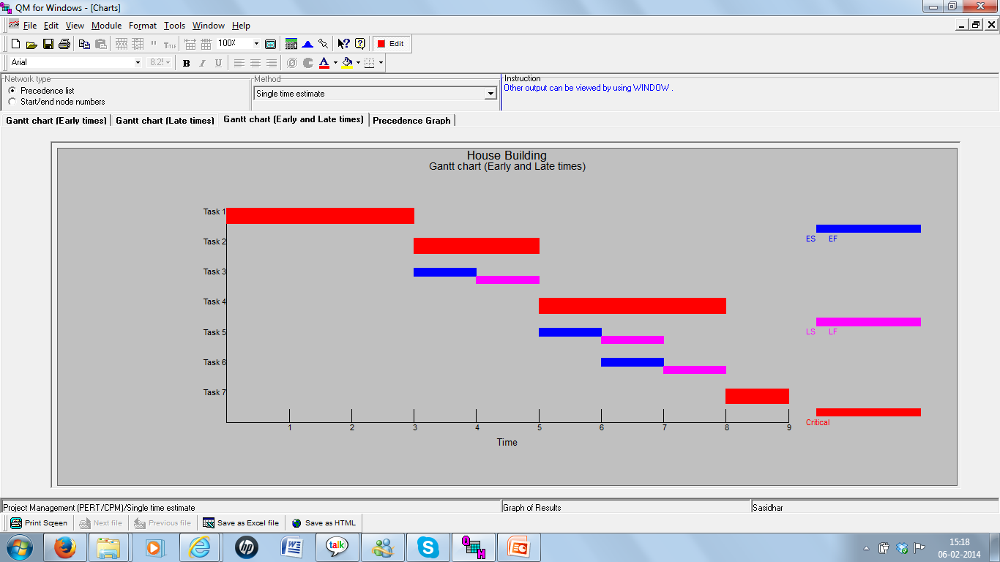 QM for Windows - [Charts]
File Edit View Module Format Tools Window Help
TITLE 100% Edit
Arial 8.25 B I U A
Network type
Precedence list
Start/end node numbers
Method
Single time estimate
Instruction
Other output can be viewed by using WINDOW .
Gantt chart (Early times) Gantt chart (Late times) Gantt chart (Early and Late times) Precedence Graph
House Building
Gantt chart (Early and Late times)
Task 1
Task 2
Task 3
Task 4
Task 5
Task 6
Task 7
1 2 3 4 5 6 7 8 9
Time
ES EF
LS LF
Critical
Project Management (PERT/CPM)/Single time estimate Graph of Results Sasidhar
Print Screen Next file Previous file Save as Excel file Save as HTML
hp W talk S Q M P
15:18
06-02-2014